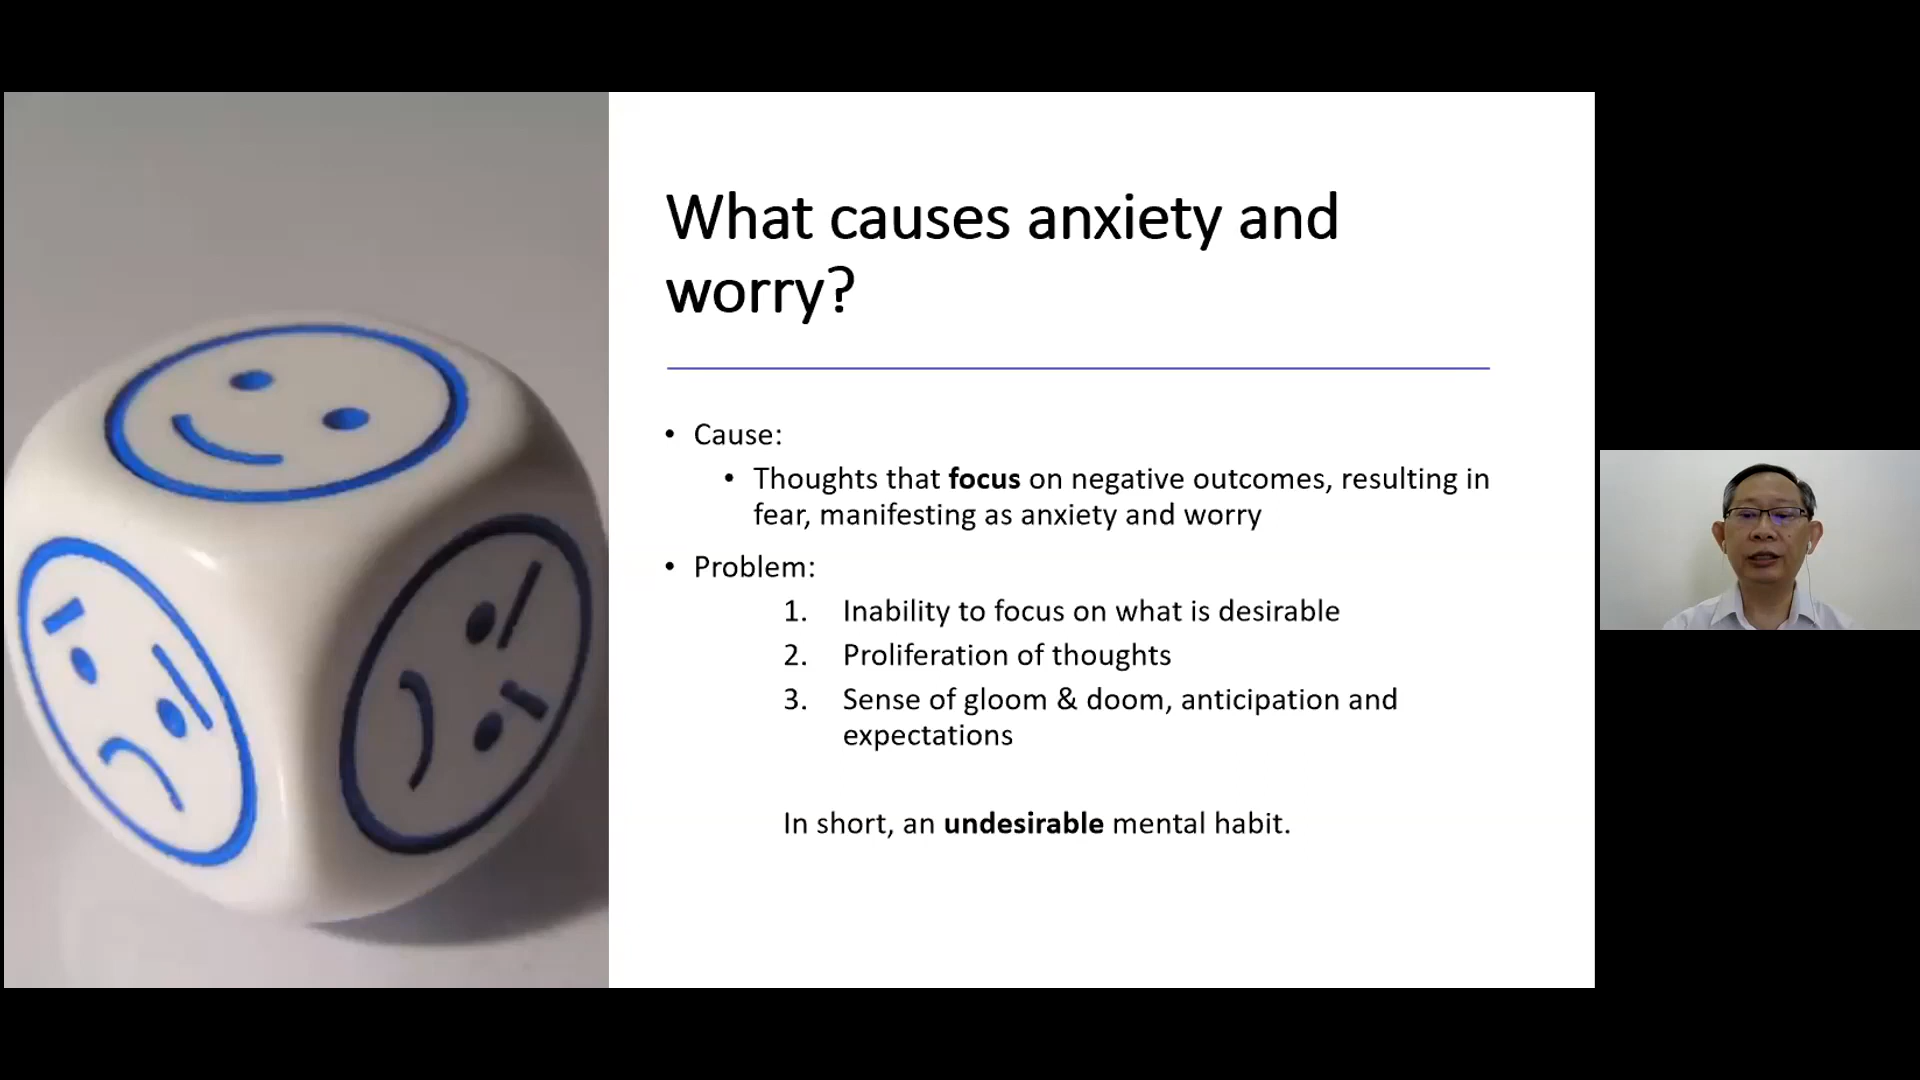 What causes anxiety and
worry?
• Cause:
• Thoughts that focus on negative outcomes, resulting in
fear, manifesting as anxiety and worry
• Problem:
1. Inability to focus on what is desirable
2. Proliferation of thoughts
3. Sense of gloom & doom, anticipation and
expectations
In short, an undesirable mental habit.